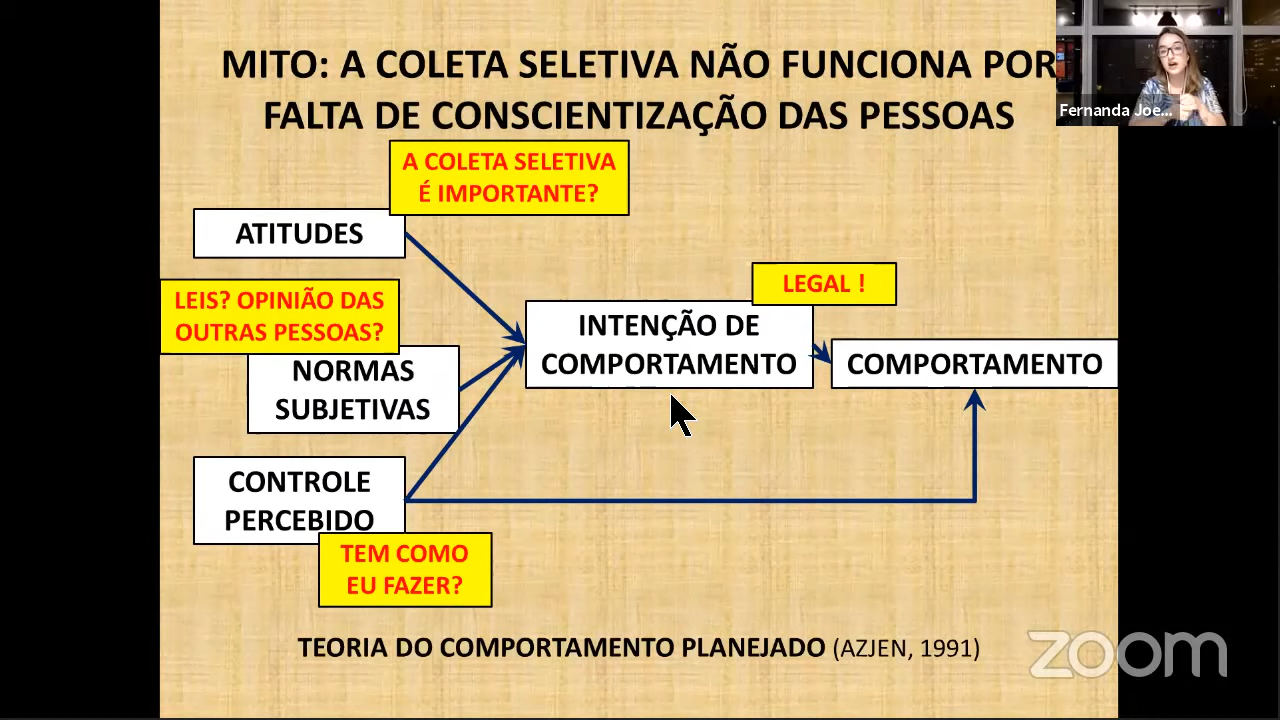 MITO: A COLETA SELETIVA NÃO FUNCIONA POR
FALTA DE CONSCIENTIZAÇÃO DAS PESSOAS
Fernanda Joe...
A COLETA SELETIVA
É IMPORTANTE?
ATITUDES
LEIS? OPINIÃO DAS
OUTRAS PESSOAS?
NORMAS
SUBJETIVAS
CONTROLE
PERCEBIDO
TEM COMO
EU FAZER?
LEGAL !
INTENÇÃO DE
COMPORTAMENTO
COMPORTAMENTO
TEORIA DO COMPORTAMENTO PLANEJADO (AZJEN, 1991)
zoom